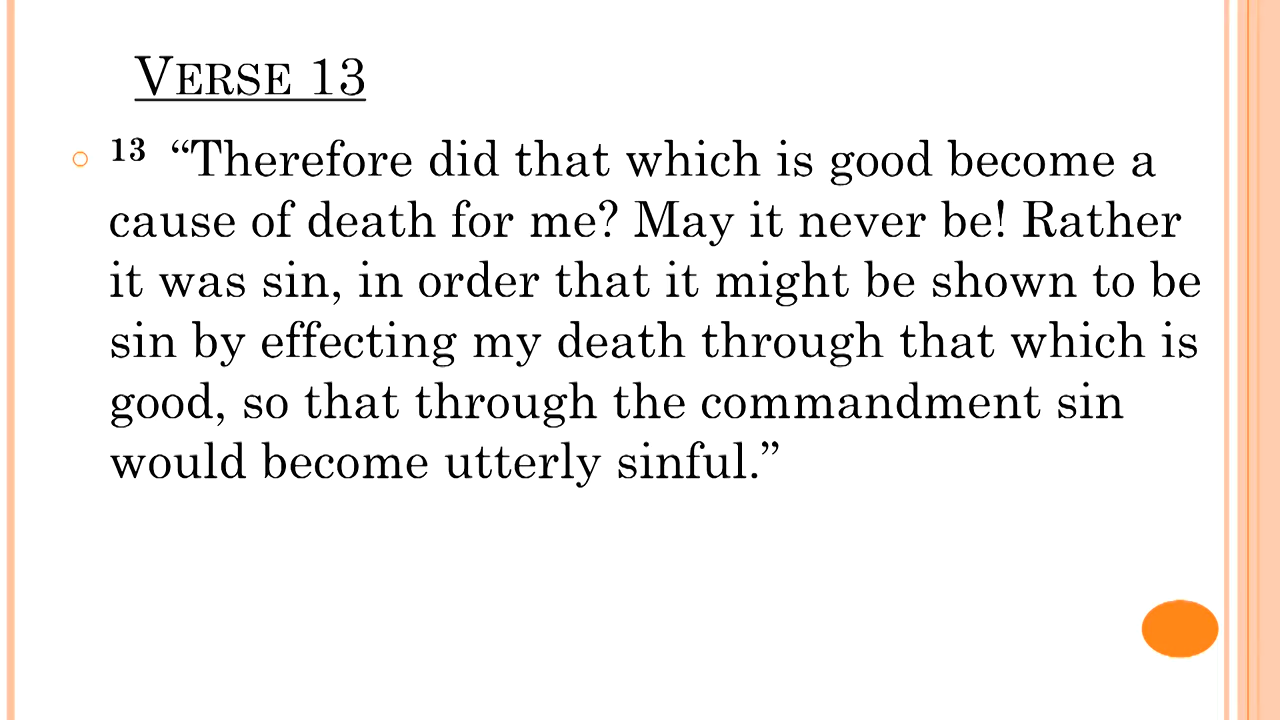 VERSE 13
13 “Therefore did that which is good become a
cause of death for me? May it never be! Rather
it was sin, in order that it might be shown to be
sin by effecting my death through that which is
good, so that through the commandment sin
would become utterly sinful.”